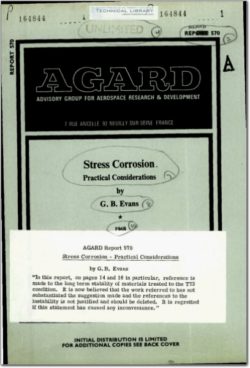 TECHNICAL LIBRARY
164844
164844
1
REPORT 570
REPORT 570
A
AGARD
ADVISORY GROUP FOR AEROSPACE RESEARCH & DEVELOPMENT
7 RUE ANCELLE 92 NEUILLY SUR SEINE FRANCE
Stress Corrosion
Practical Considerations
by
G. B. Evans
*
AGARD Report 570
Stress Corrosion - Practical Considerations
by G.B. Evans
"In this report, on pages 14 and 16 in particular, reference is
made to the long term stability of materials treated to the T73
condition. It is now believed that the work referred to has not
substantiated the suggestion made and the references to the
instability is not justified and should be deleted. It is regretted
if this statement has caused any inconvenience."
INITIAL DISTRIBUTION IS LIMITED
FOR ADDITIONAL COPIES SEE BACK COVER